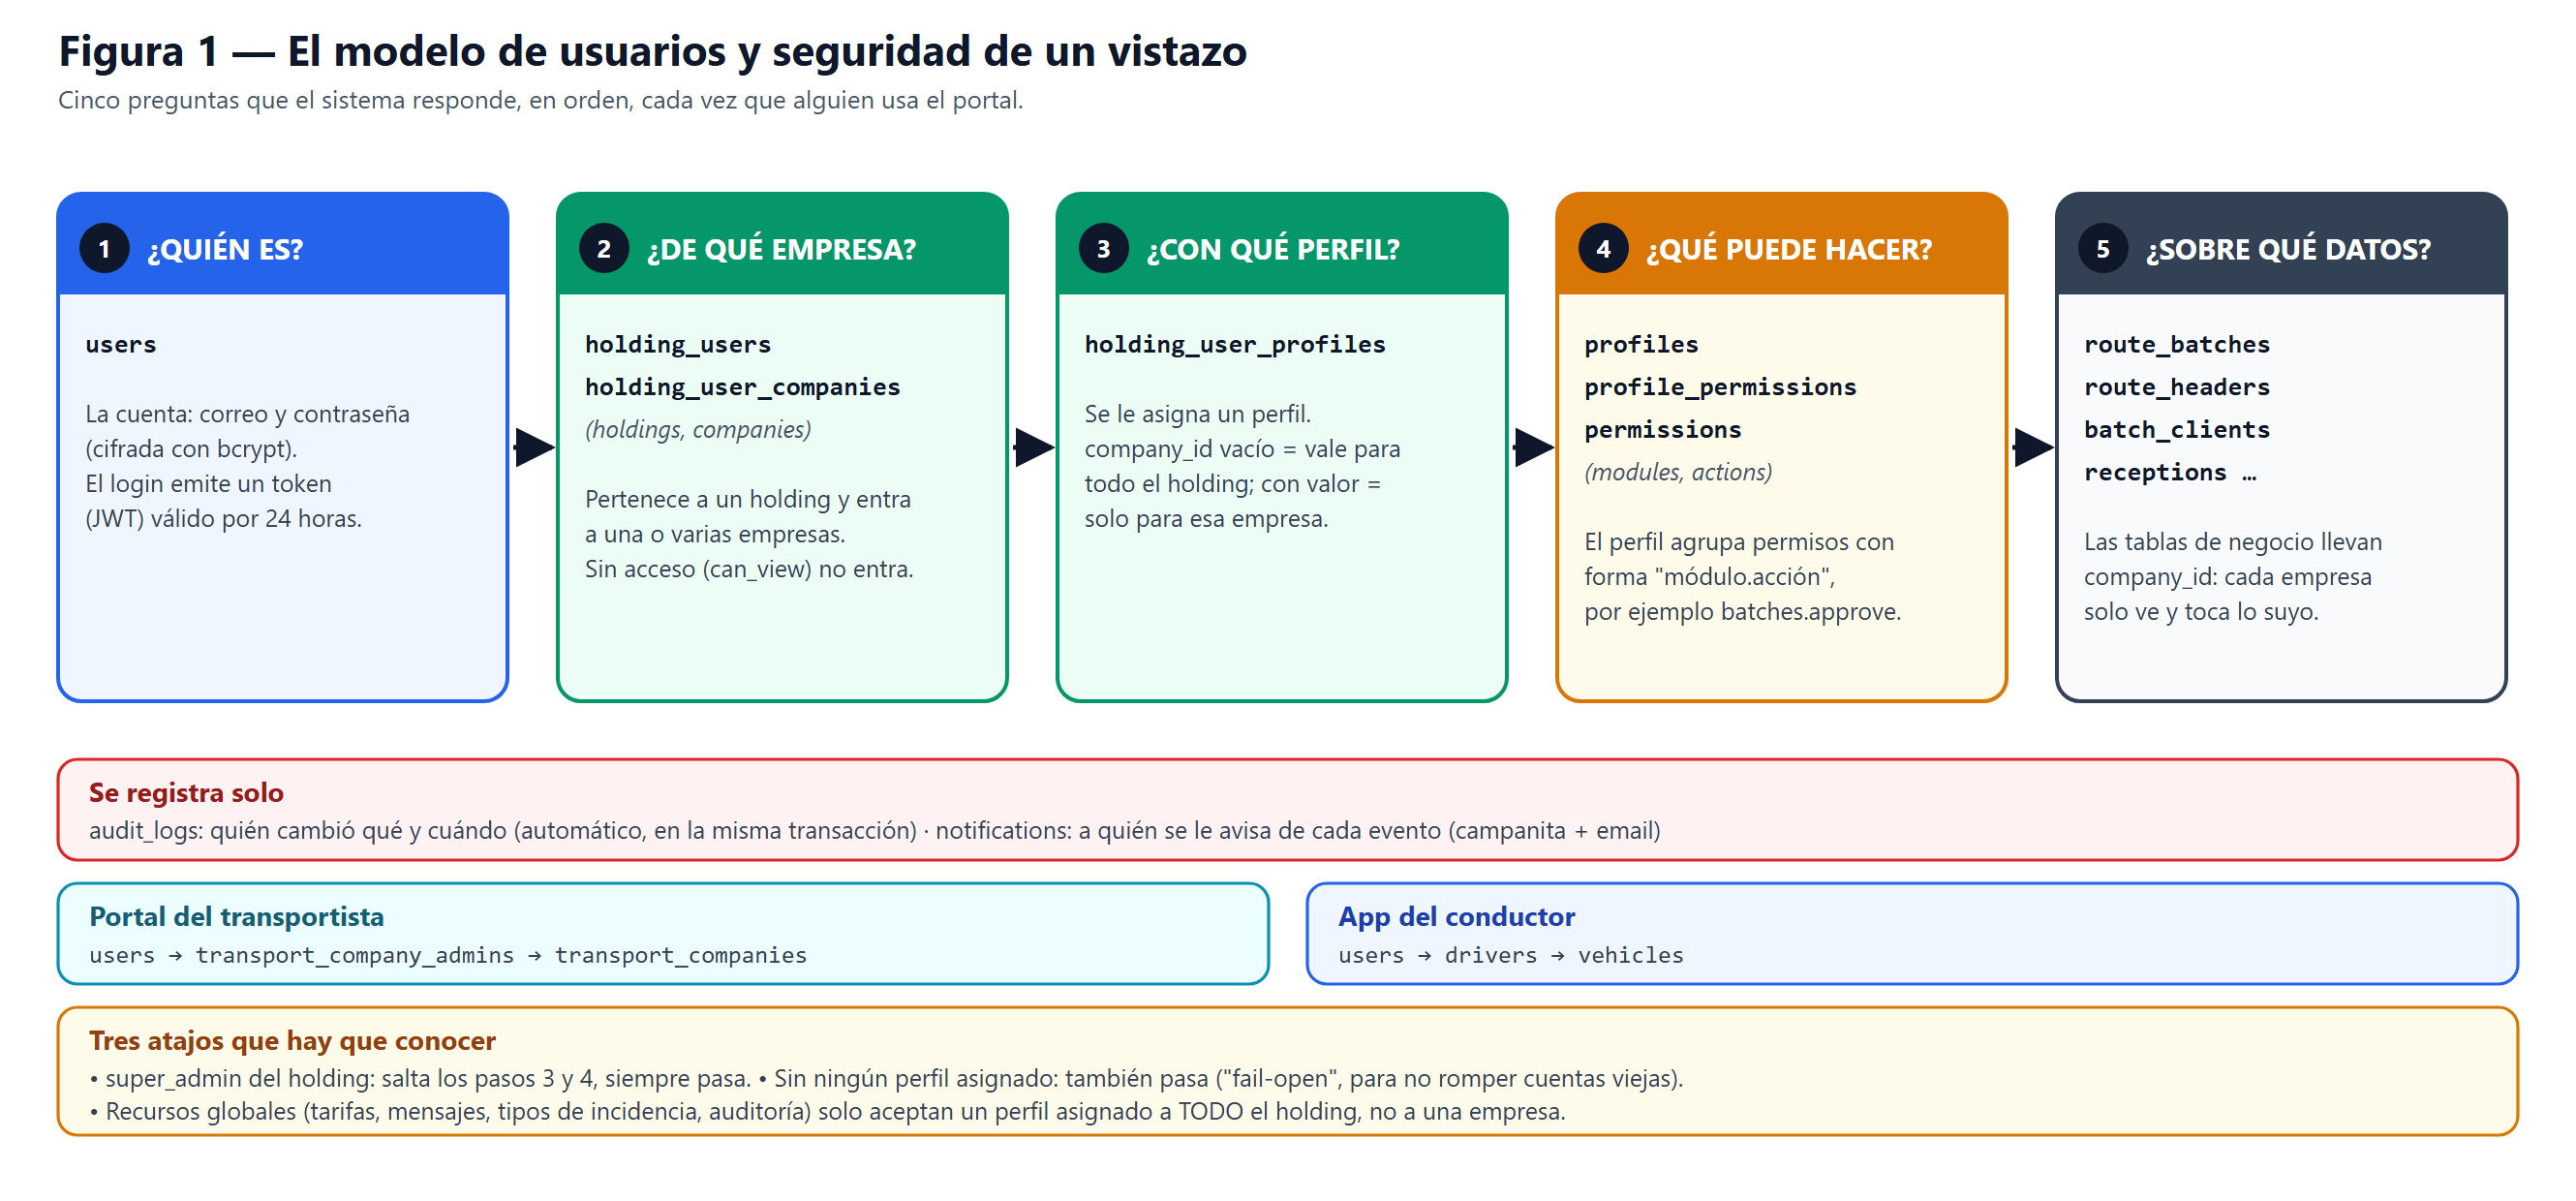 Figura 1 — El modelo de usuarios y seguridad de un vistazo
Cinco preguntas que el sistema responde, en orden, cada vez que alguien usa el portal.
1 ¿QUIÉN ES?
users
La cuenta: correo y contraseña
(cifrada con bcrypt).
El login emite un token
(JWT) válido por 24 horas.
2 ¿DE QUÉ EMPRESA?
holding_users
holding_user_companies
(holdings, companies)
Pertenece a un holding y entra
a una o varias empresas.
Sin acceso (can_view) no entra.
3 ¿CON QUÉ PERFIL?
holding_user_profiles
Se le asigna un perfil.
company_id vacío = vale para
todo el holding; con valor =
solo para esa empresa.
4 ¿QUÉ PUEDE HACER?
profiles
profile_permissions
permissions
(modules, actions)
El perfil agrupa permisos con
forma "módulo.acción",
por ejemplo batches.approve.
5 ¿SOBRE QUÉ DATOS?
route_batches
route_headers
batch_clients
receptions …
Las tablas de negocio llevan
company_id: cada empresa
solo ve y toca lo suyo.
Se registra solo
audit_logs: quién cambió qué y cuándo (automático, en la misma transacción) · notifications: a quién se le avisa de cada evento (campanita + email)
Portal del transportista
users → transport_company_admins → transport_companies
App del conductor
users → drivers → vehicles
Tres atajos que hay que conocer
• super_admin del holding: salta los pasos 3 y 4, siempre pasa. • Sin ningún perfil asignado: también pasa ("fail-open", para no romper cuentas viejas).
• Recursos globales (tarifas, mensajes, tipos de incidencia, auditoría) solo aceptan un perfil asignado a TODO el holding, no a una empresa.